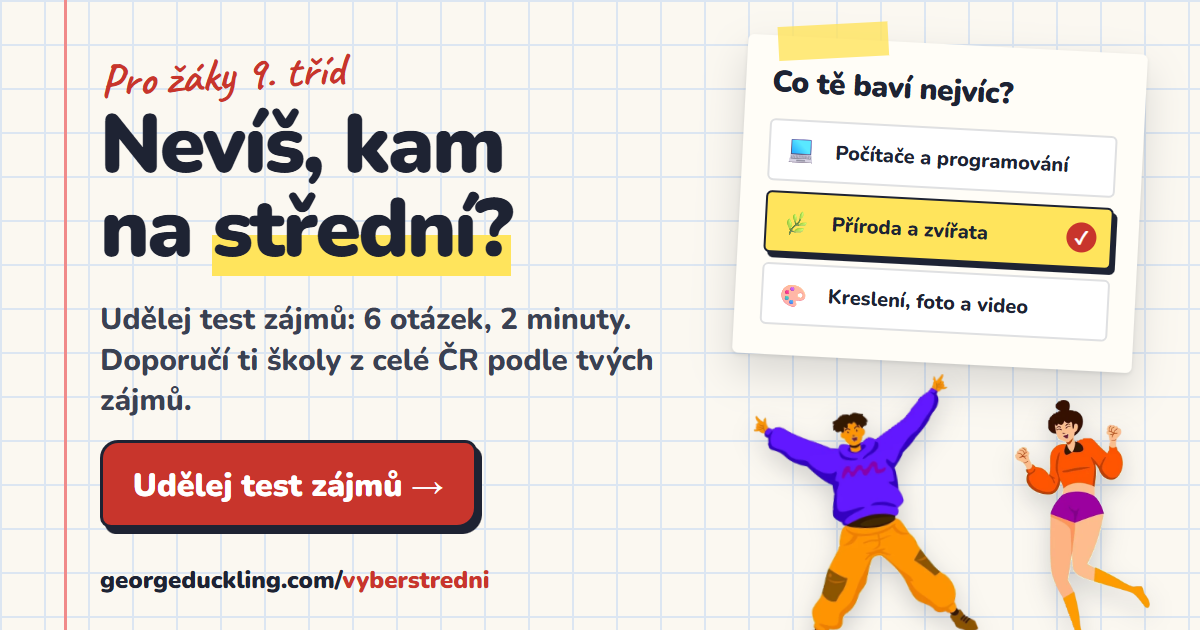 Pro žáky 9. tříd
Nevíš, kam
na střední?
Udělej test zájmů: 6 otázek, 2 minuty.
Doporučí ti školy z celé ČR podle tvých
zájmů.
Udělej test zájmů →
georgeduckling.com/vyberstredni
Co tě baví nejvíc?
Počítače a programování
Příroda a zvířata
Kreslení, foto a video